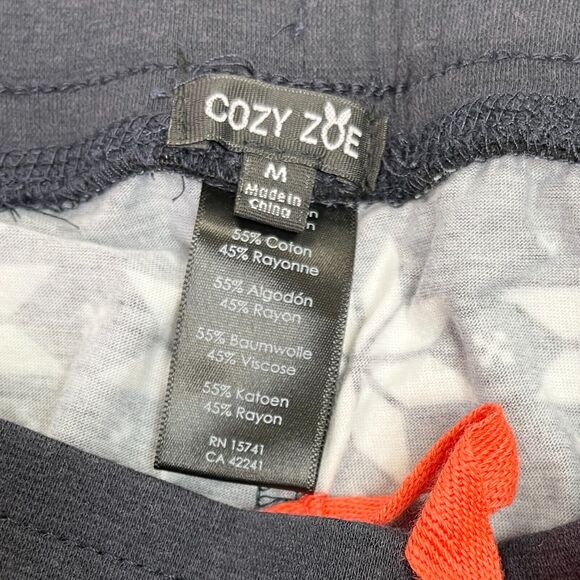 COZY ZOE
M
Made in
China
55% Coton
45% Rayonne
55% Algodón
45% Rayon
55% Baumwolle
45% Viscose
55% Katoen
45% Rayon
RN 15741
CA 42241